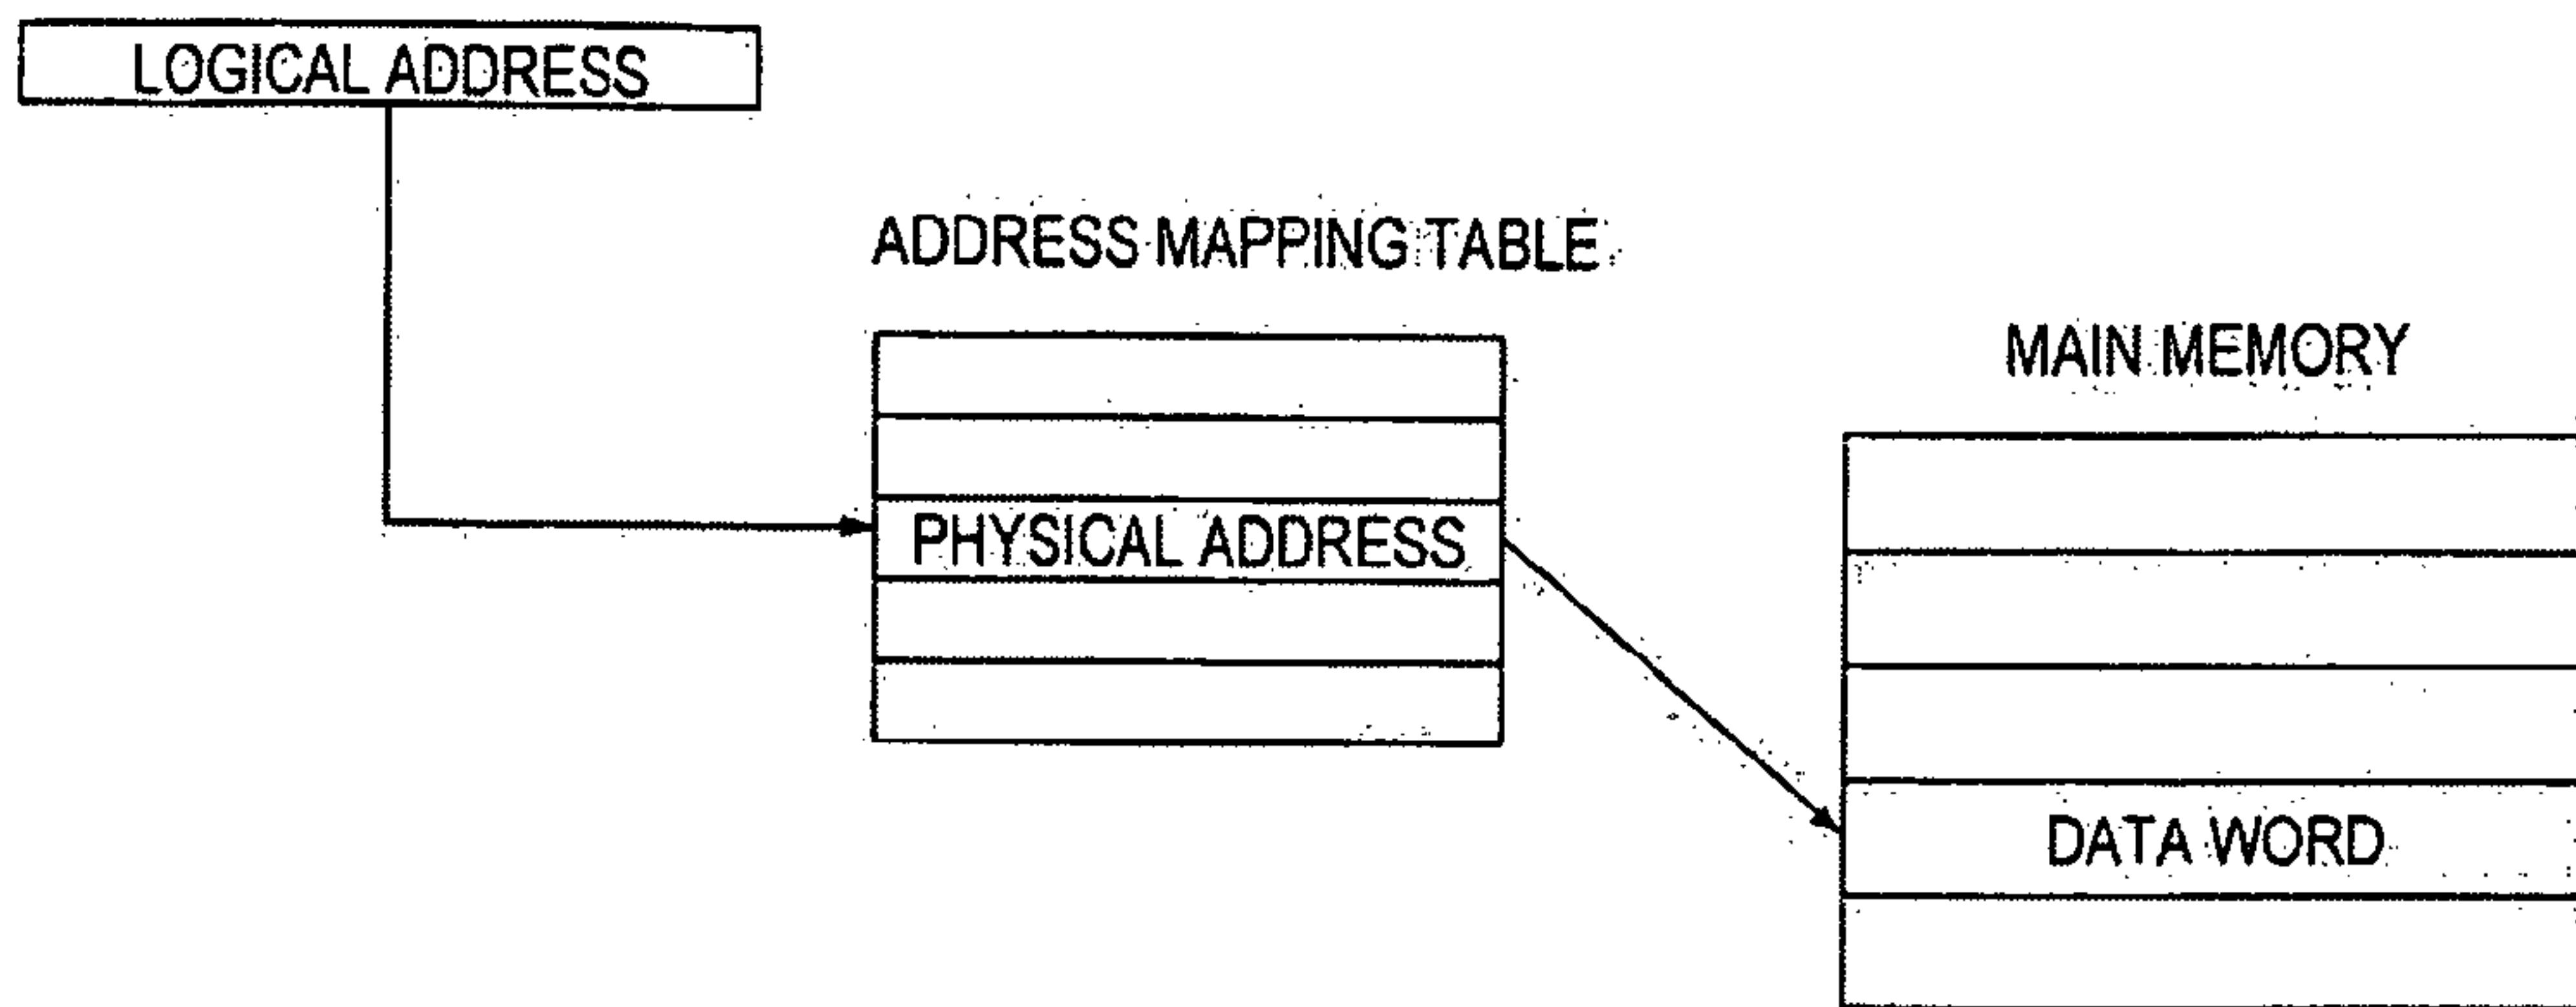 LOGICAL ADDRESS
ADDRESS MAPPING TABLE
MAIN MEMORY
PHYSICAL ADDRESS
DATA WORD